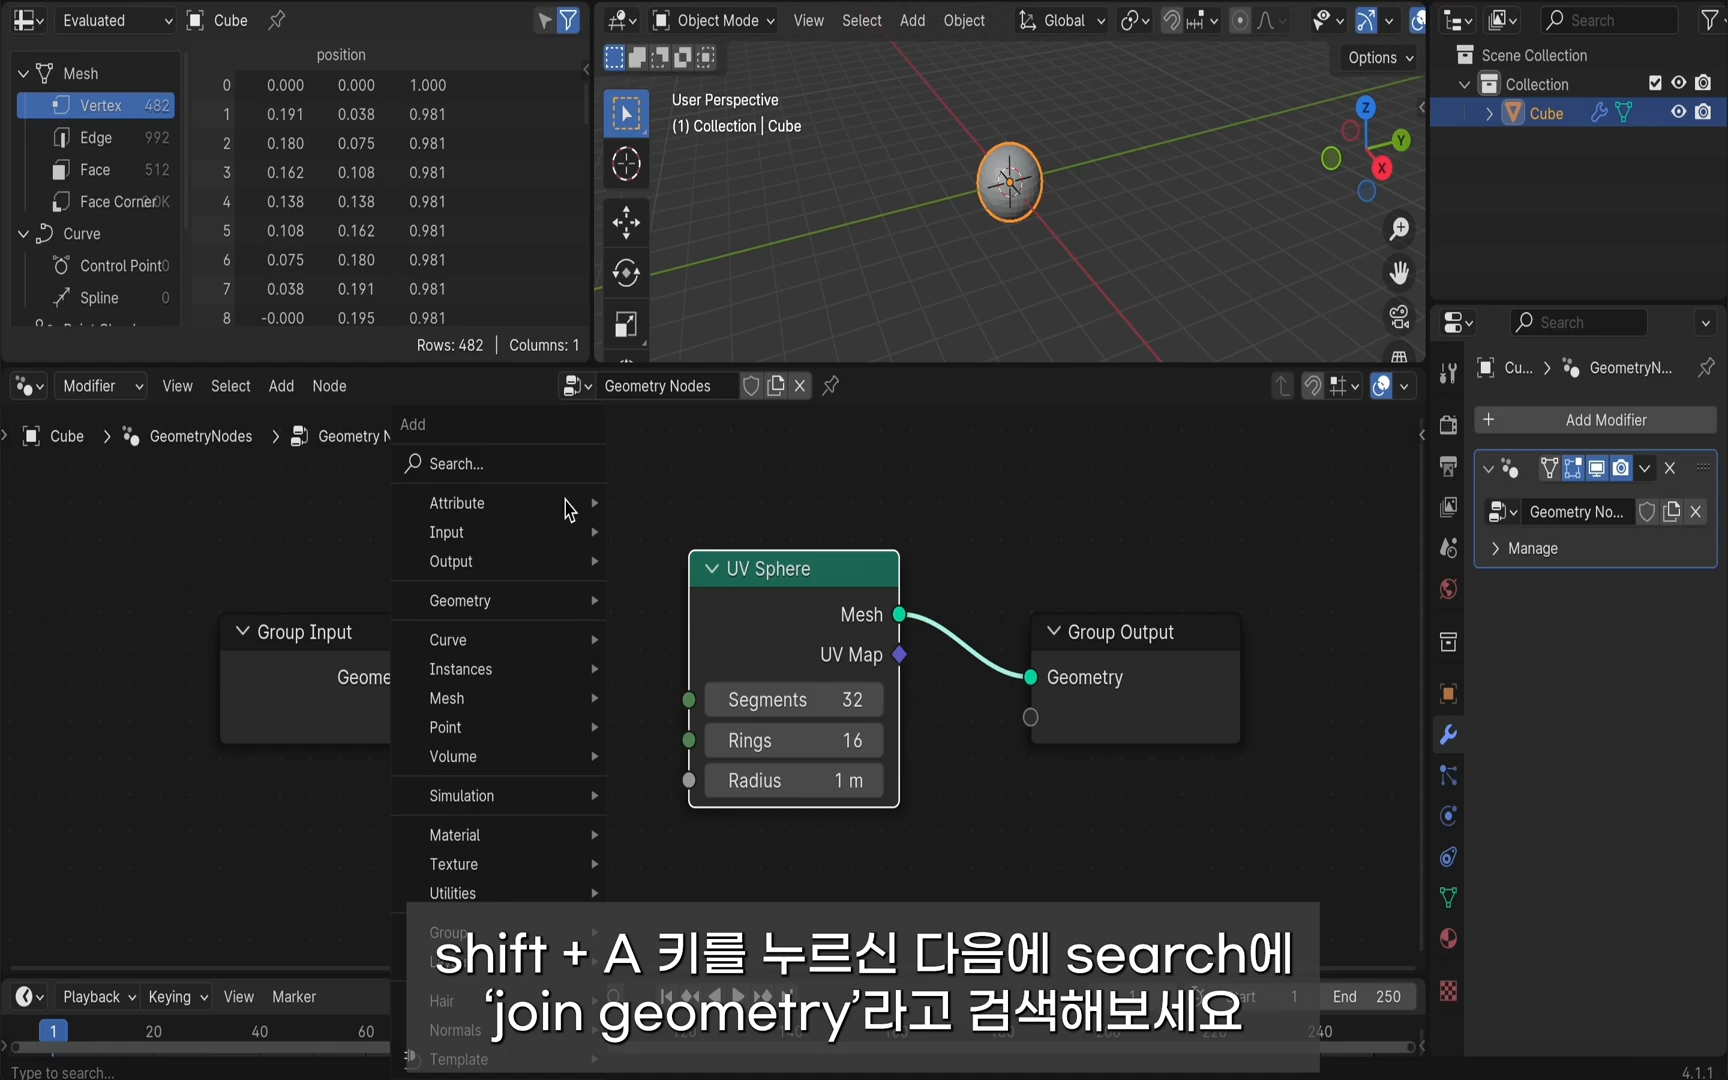 Evaluated
Cube
position
Mesh
Vertex 482
Edge 992
Face 512
Face Corner
Curve
Control Point 0
Spline 0
0 0.000 0.000 1.000
1 0.191 0.038 0.981
2 0.180 0.075 0.981
3 0.162 0.108 0.981
4 0.138 0.138 0.981
5 0.108 0.162 0.981
6 0.075 0.180 0.981
7 0.038 0.191 0.981
8 -0.000 0.195 0.981
Rows: 482 | Columns: 1
Object Mode View Select Add Object Global
Options
User Perspective
(1) Collection | Cube
Z
Y
X
Search
Scene Collection
Collection
Cube
Search
Cu... > GeometryN...
+ Add Modifier
Geometry No...
Manage
Modifier View Select Add Node
Geometry Nodes
Cube > GeometryNodes > Geometry N
Add
Search...
Attribute
Input
Output
Geometry
Curve
Instances
Mesh
Point
Volume
Simulation
Material
Texture
Utilities
Group
Hair
Normals
Template
Group Input
Geome
UV Sphere
Mesh
UV Map
Segments 32
Rings 16
Radius 1 m
Group Output
Geometry
shift + A 키를 누르신 다음에 search에
‘join geometry’라고 검색해보세요
Playback Keying View Marker
1 End 250
1 20 40 60
240
Type to search...
4.1.1